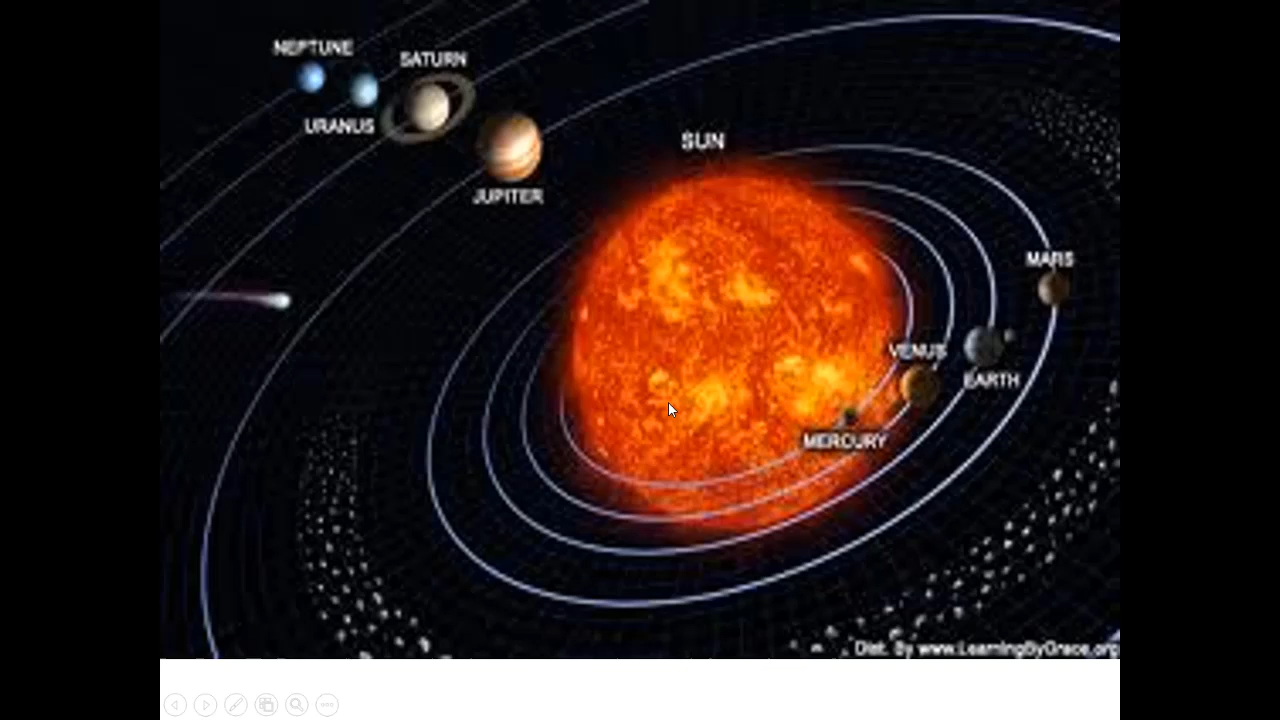 NEPTUNE
SATURN
URANUS
SUN
JUPITER
MARS
VENUS
EARTH
MERCURY
Dist. By www.LearningByGrace.org